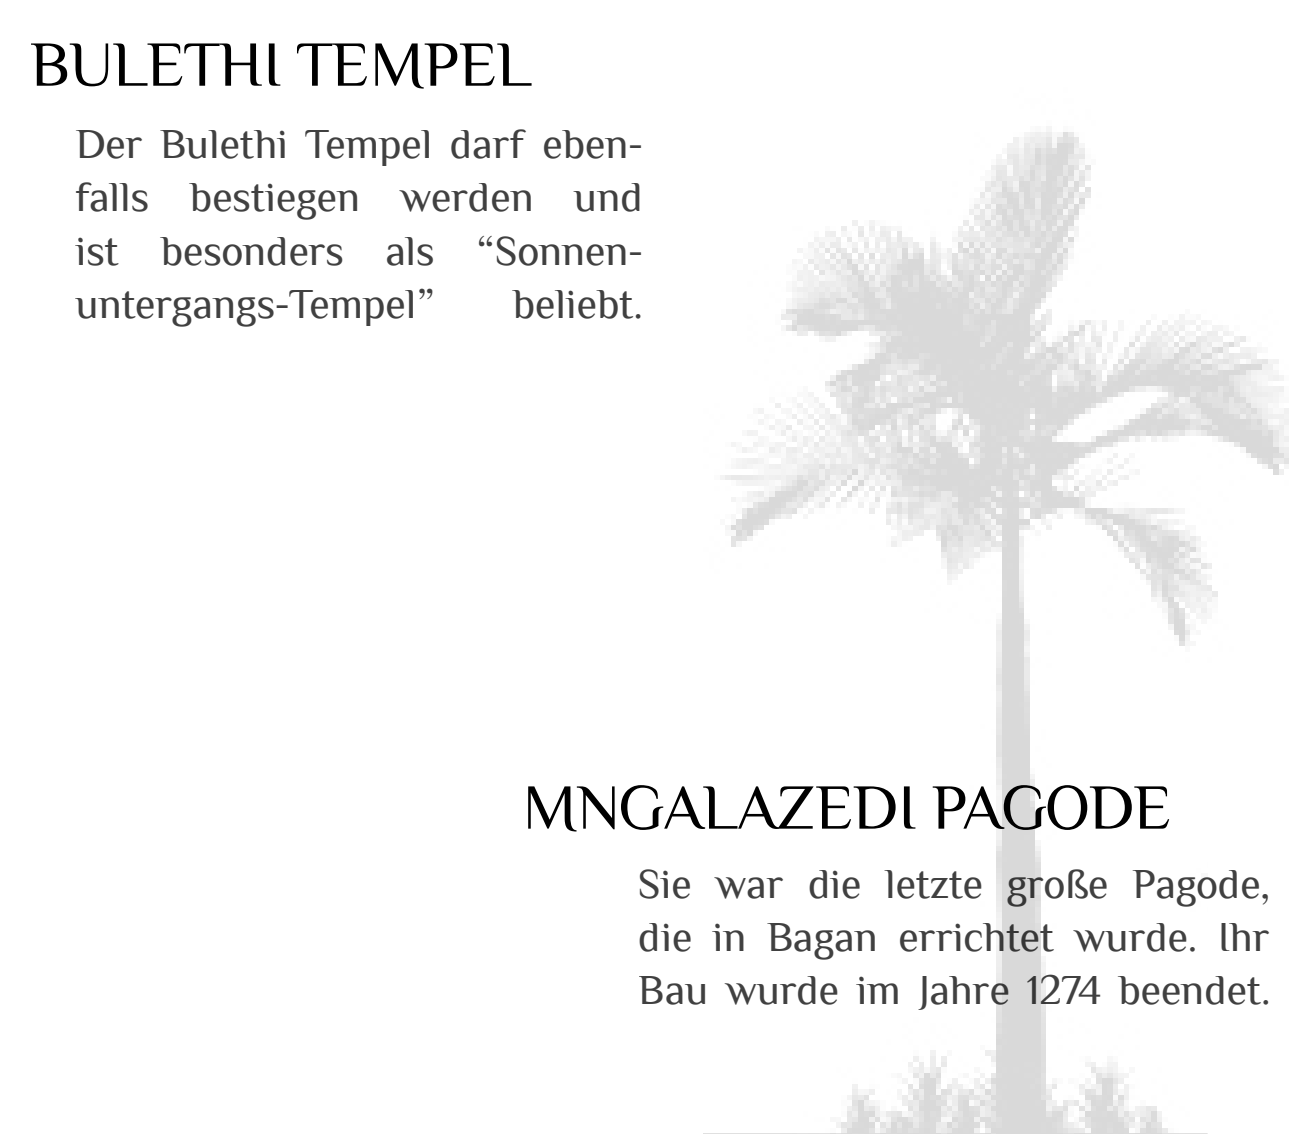 BULETHI TEMPEL
Der Bulethi Tempel darf eben-
falls bestiegen werden und
ist besonders als “Sonnen-
untergangs-Tempel” beliebt.
MNGALAZEDI PAGODE
Sie war die letzte große Pagode,
die in Bagan errichtet wurde. Ihr
Bau wurde im Jahre 1274 beendet.